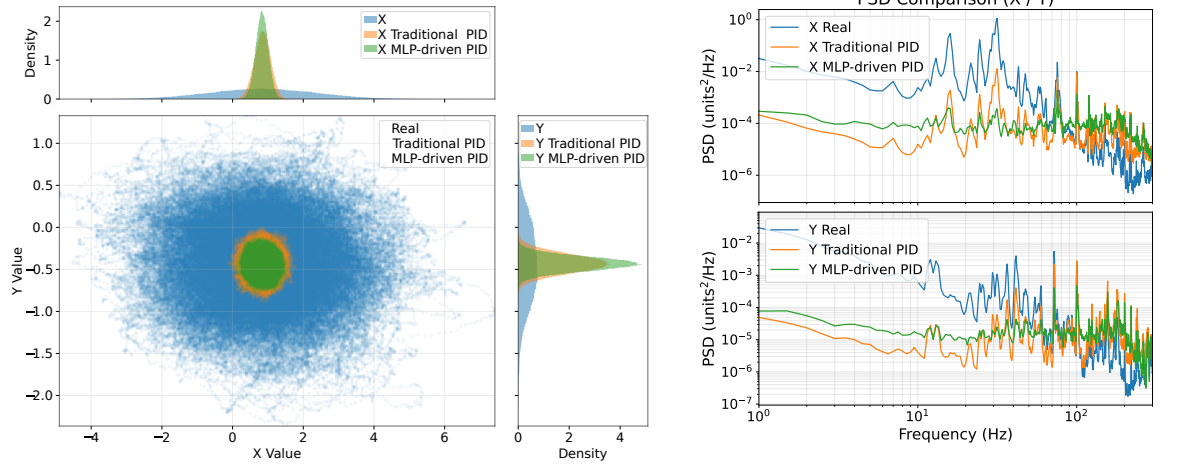 Density
2
1
0
X
X Traditional PID
X MLP-driven PID
Y Value
1.0
0.5
0.0
−0.5
−1.0
−1.5
−2.0
Real
Traditional PID
MLP-driven PID
−4
−2
0
2
4
6
X Value
Y
Y Traditional PID
Y MLP-driven PID
0
2
4
Density
PSD Comparison (X / Y)
PSD (units²/Hz)
10⁰
10⁻²
10⁻⁴
10⁻⁶
X Real
X Traditional PID
X MLP-driven PID
PSD (units²/Hz)
10⁻²
10⁻³
10⁻⁴
10⁻⁵
10⁻⁶
10⁻⁷
Y Real
Y Traditional PID
Y MLP-driven PID
10⁰
10¹
10²
Frequency (Hz)